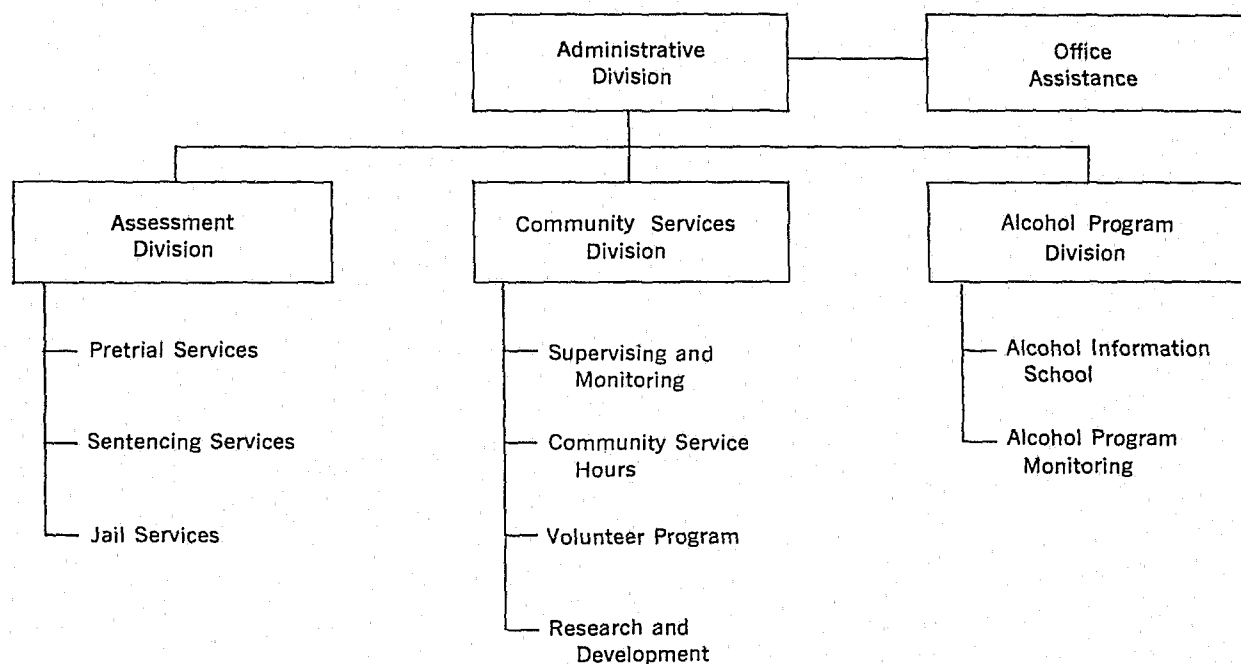 Administrative
Division
Office
Assistance
Assessment
Division
Community Services
Division
Alcohol Program
Division
Pretrial Services
Sentencing Services
Jail Services
Supervising and
Monitoring
Community Service
Hours
Volunteer Program
Research and
Development
Alcohol Information
School
Alcohol Program
Monitoring